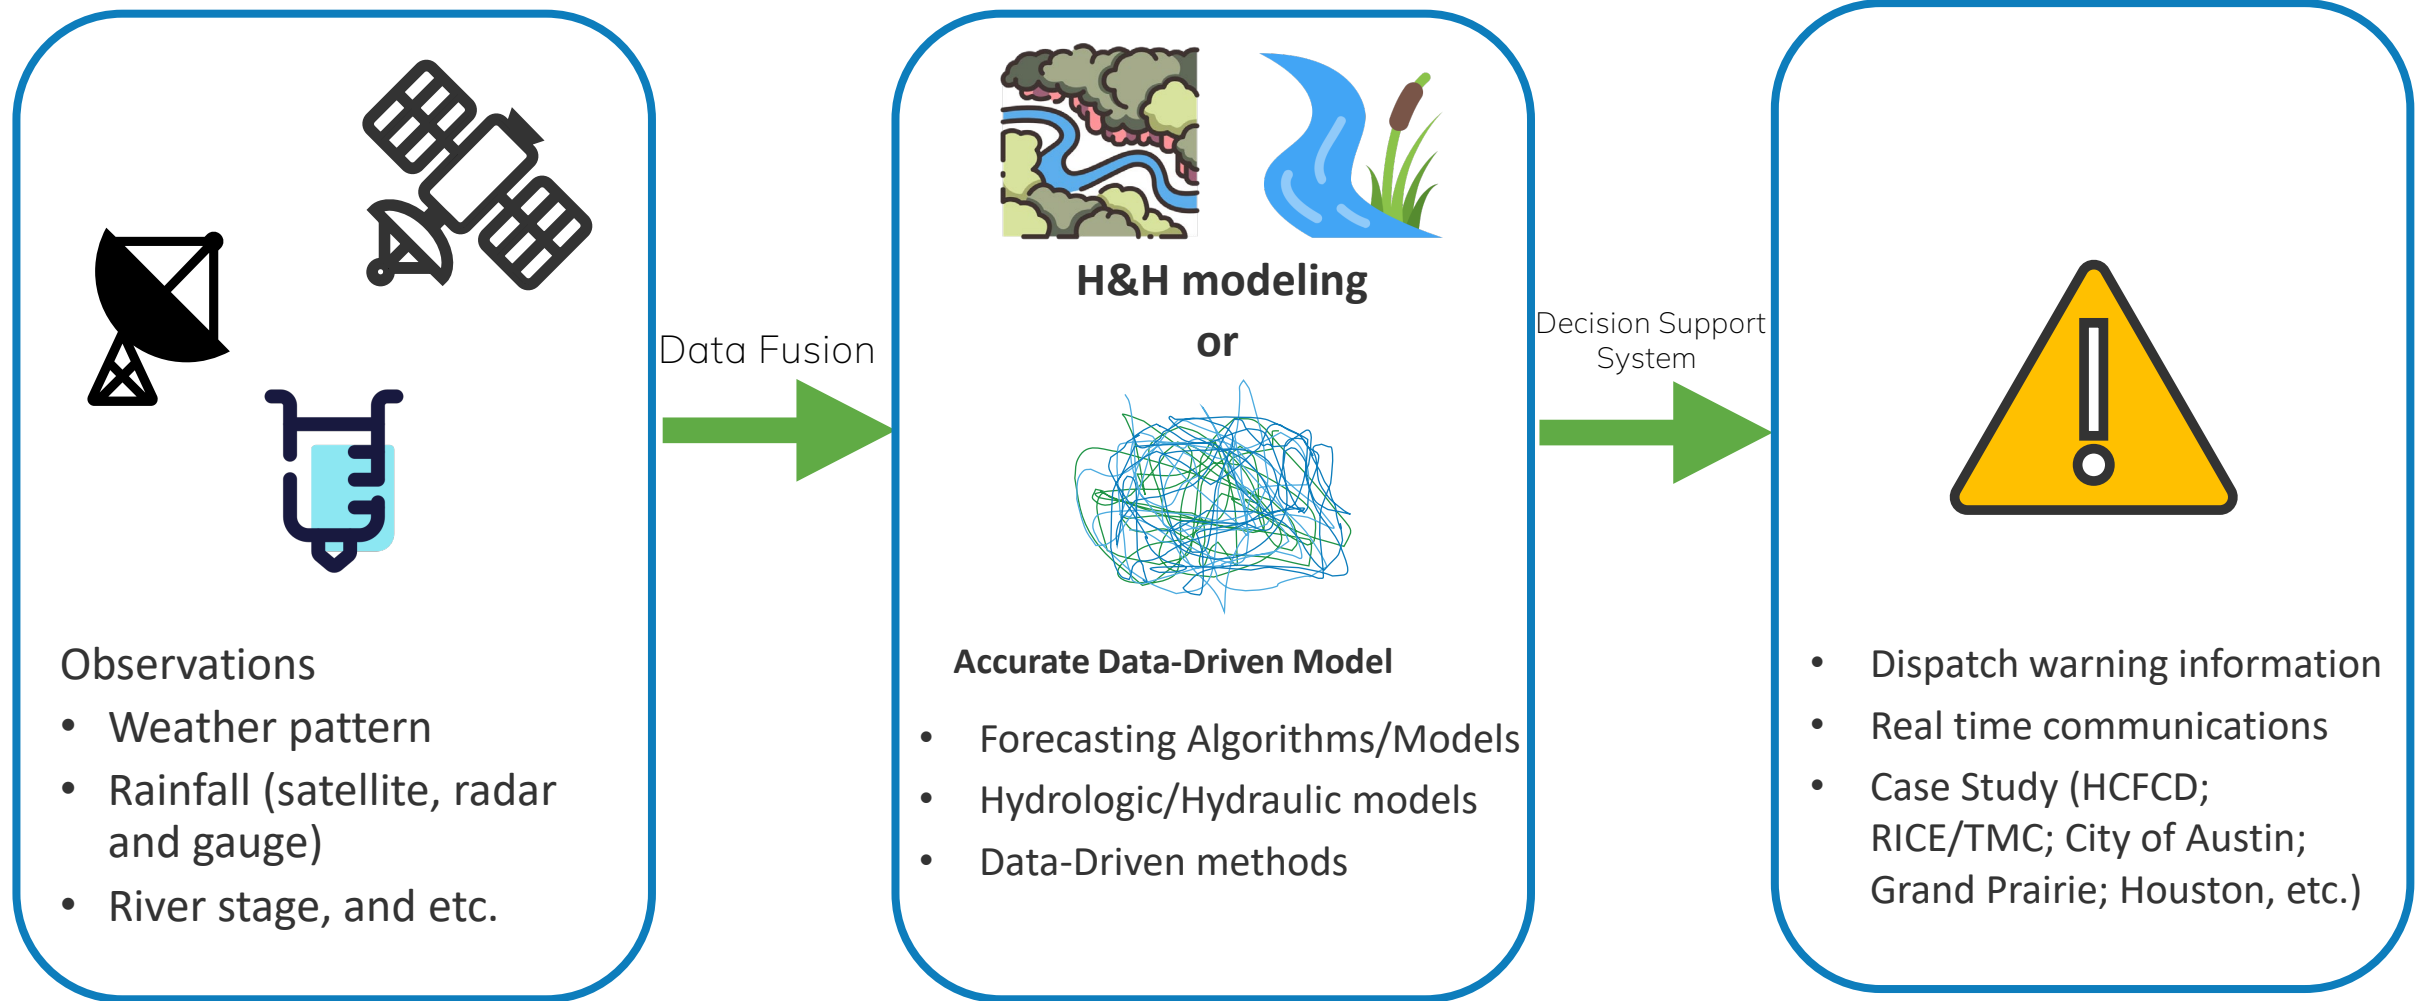 Observations
• Weather pattern
• Rainfall (satellite, radar
and gauge)
• River stage, and etc.
Data Fusion
H&H modeling
or
Accurate Data-Driven Model
• Forecasting Algorithms/Models
• Hydrologic/Hydraulic models
• Data-Driven methods
Decision Support
System
• Dispatch warning information
• Real time communications
• Case Study (HCFCD;
RICE/TMC; City of Austin;
Grand Prairie; Houston, etc.)